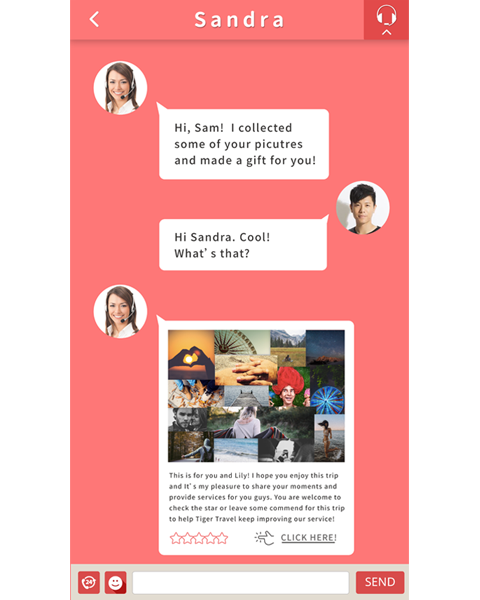 Sandra
Hi, Sam! I collected
some of your picutres
and made a gift for you!
Hi Sandra. Cool!
What's that?
This is for you and Lily! I hope you enjoy this trip
and It's my pleasure to share your moments and
provide services for you guys. You are welcome to
check the star or leave some commend for this trip
to help Tiger Travel keep improving our service!
CLICK HERE!
24
SEND